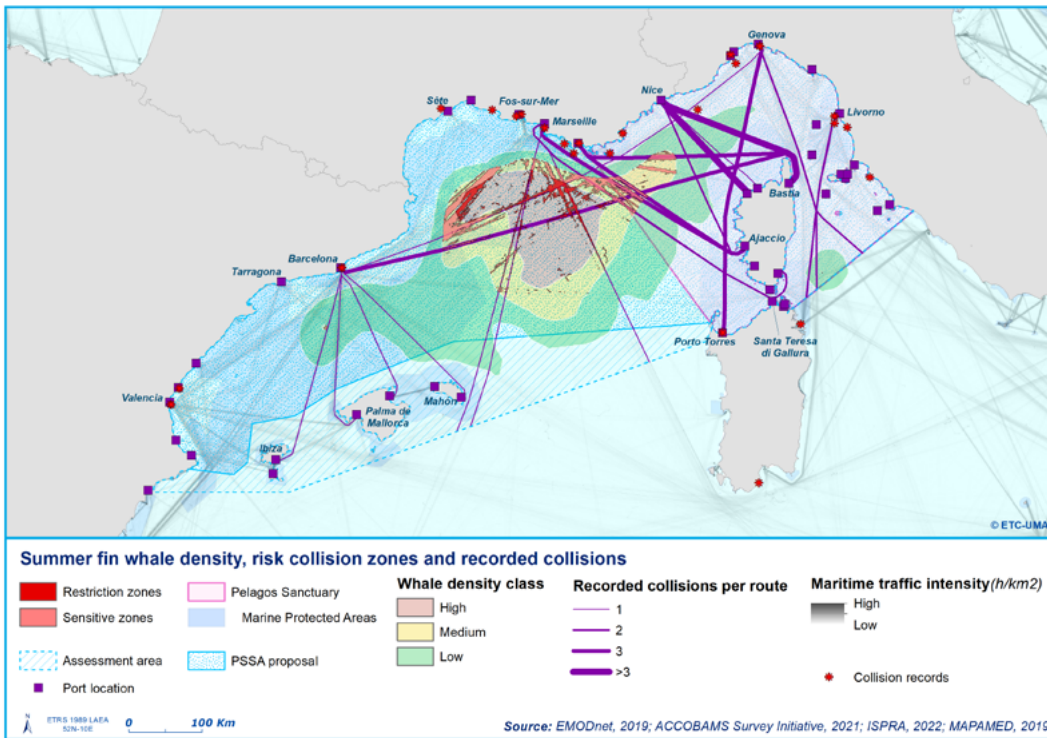 Genova
Nice
Sète
Fos-sur-Mer
Marseille
Livorno
Bastia
Ajaccio
Barcelona
Tarragona
Porto Torres
Santa Teresa
di Gallura
Valencia
Mahón
Palma de
Mallorca
Ibiza
© ETC-UMA
Summer fin whale density, risk collision zones and recorded collisions
Restriction zones
Sensitive zones
Assessment area
Port location
Pelagos Sanctuary
Marine Protected Areas
PSSA proposal
Whale density class
High
Medium
Low
Recorded collisions per route
1
2
3
>3
Maritime traffic intensity(h/km2)
High
Low
Collision records
N
ETRS 1989 LAEA
52N-10E
0 100 Km
Source: EMODnet, 2019; ACCOBAMS Survey Initiative, 2021; ISPRA, 2022; MAPAMED, 2019